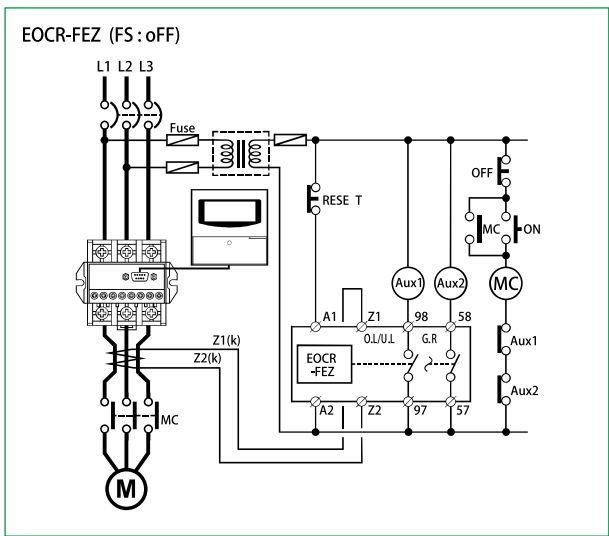 EOCR-FEZ (FS : oFF)
L1 L2 L3
Fuse
OFF
RESE T
MC
ON
Aux1
Aux2
MC
A1
Z1
98
58
O.L/U.L
G.R
Aux1
Z1(k)
Z2(k)
EOCR
-FEZ
Aux2
A2
Z2
97
57
MC
M